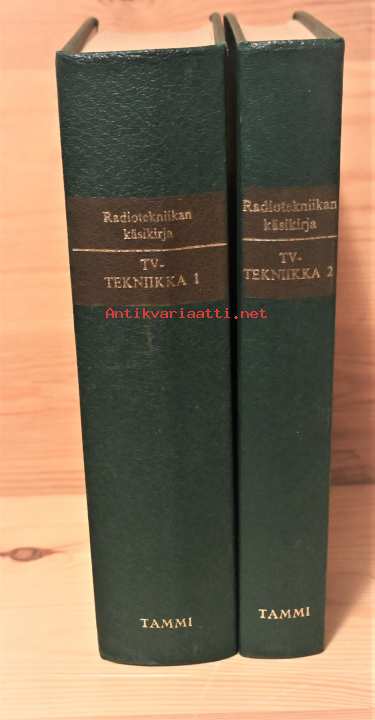 Radiotekniikan
käsikirja
TV-
TEKNIIKKA 1
TAMMI
Radiotekniikan
käsikirja
TV-
TEKNIIKKA 2
TAMMI
Antikvariaatti.net